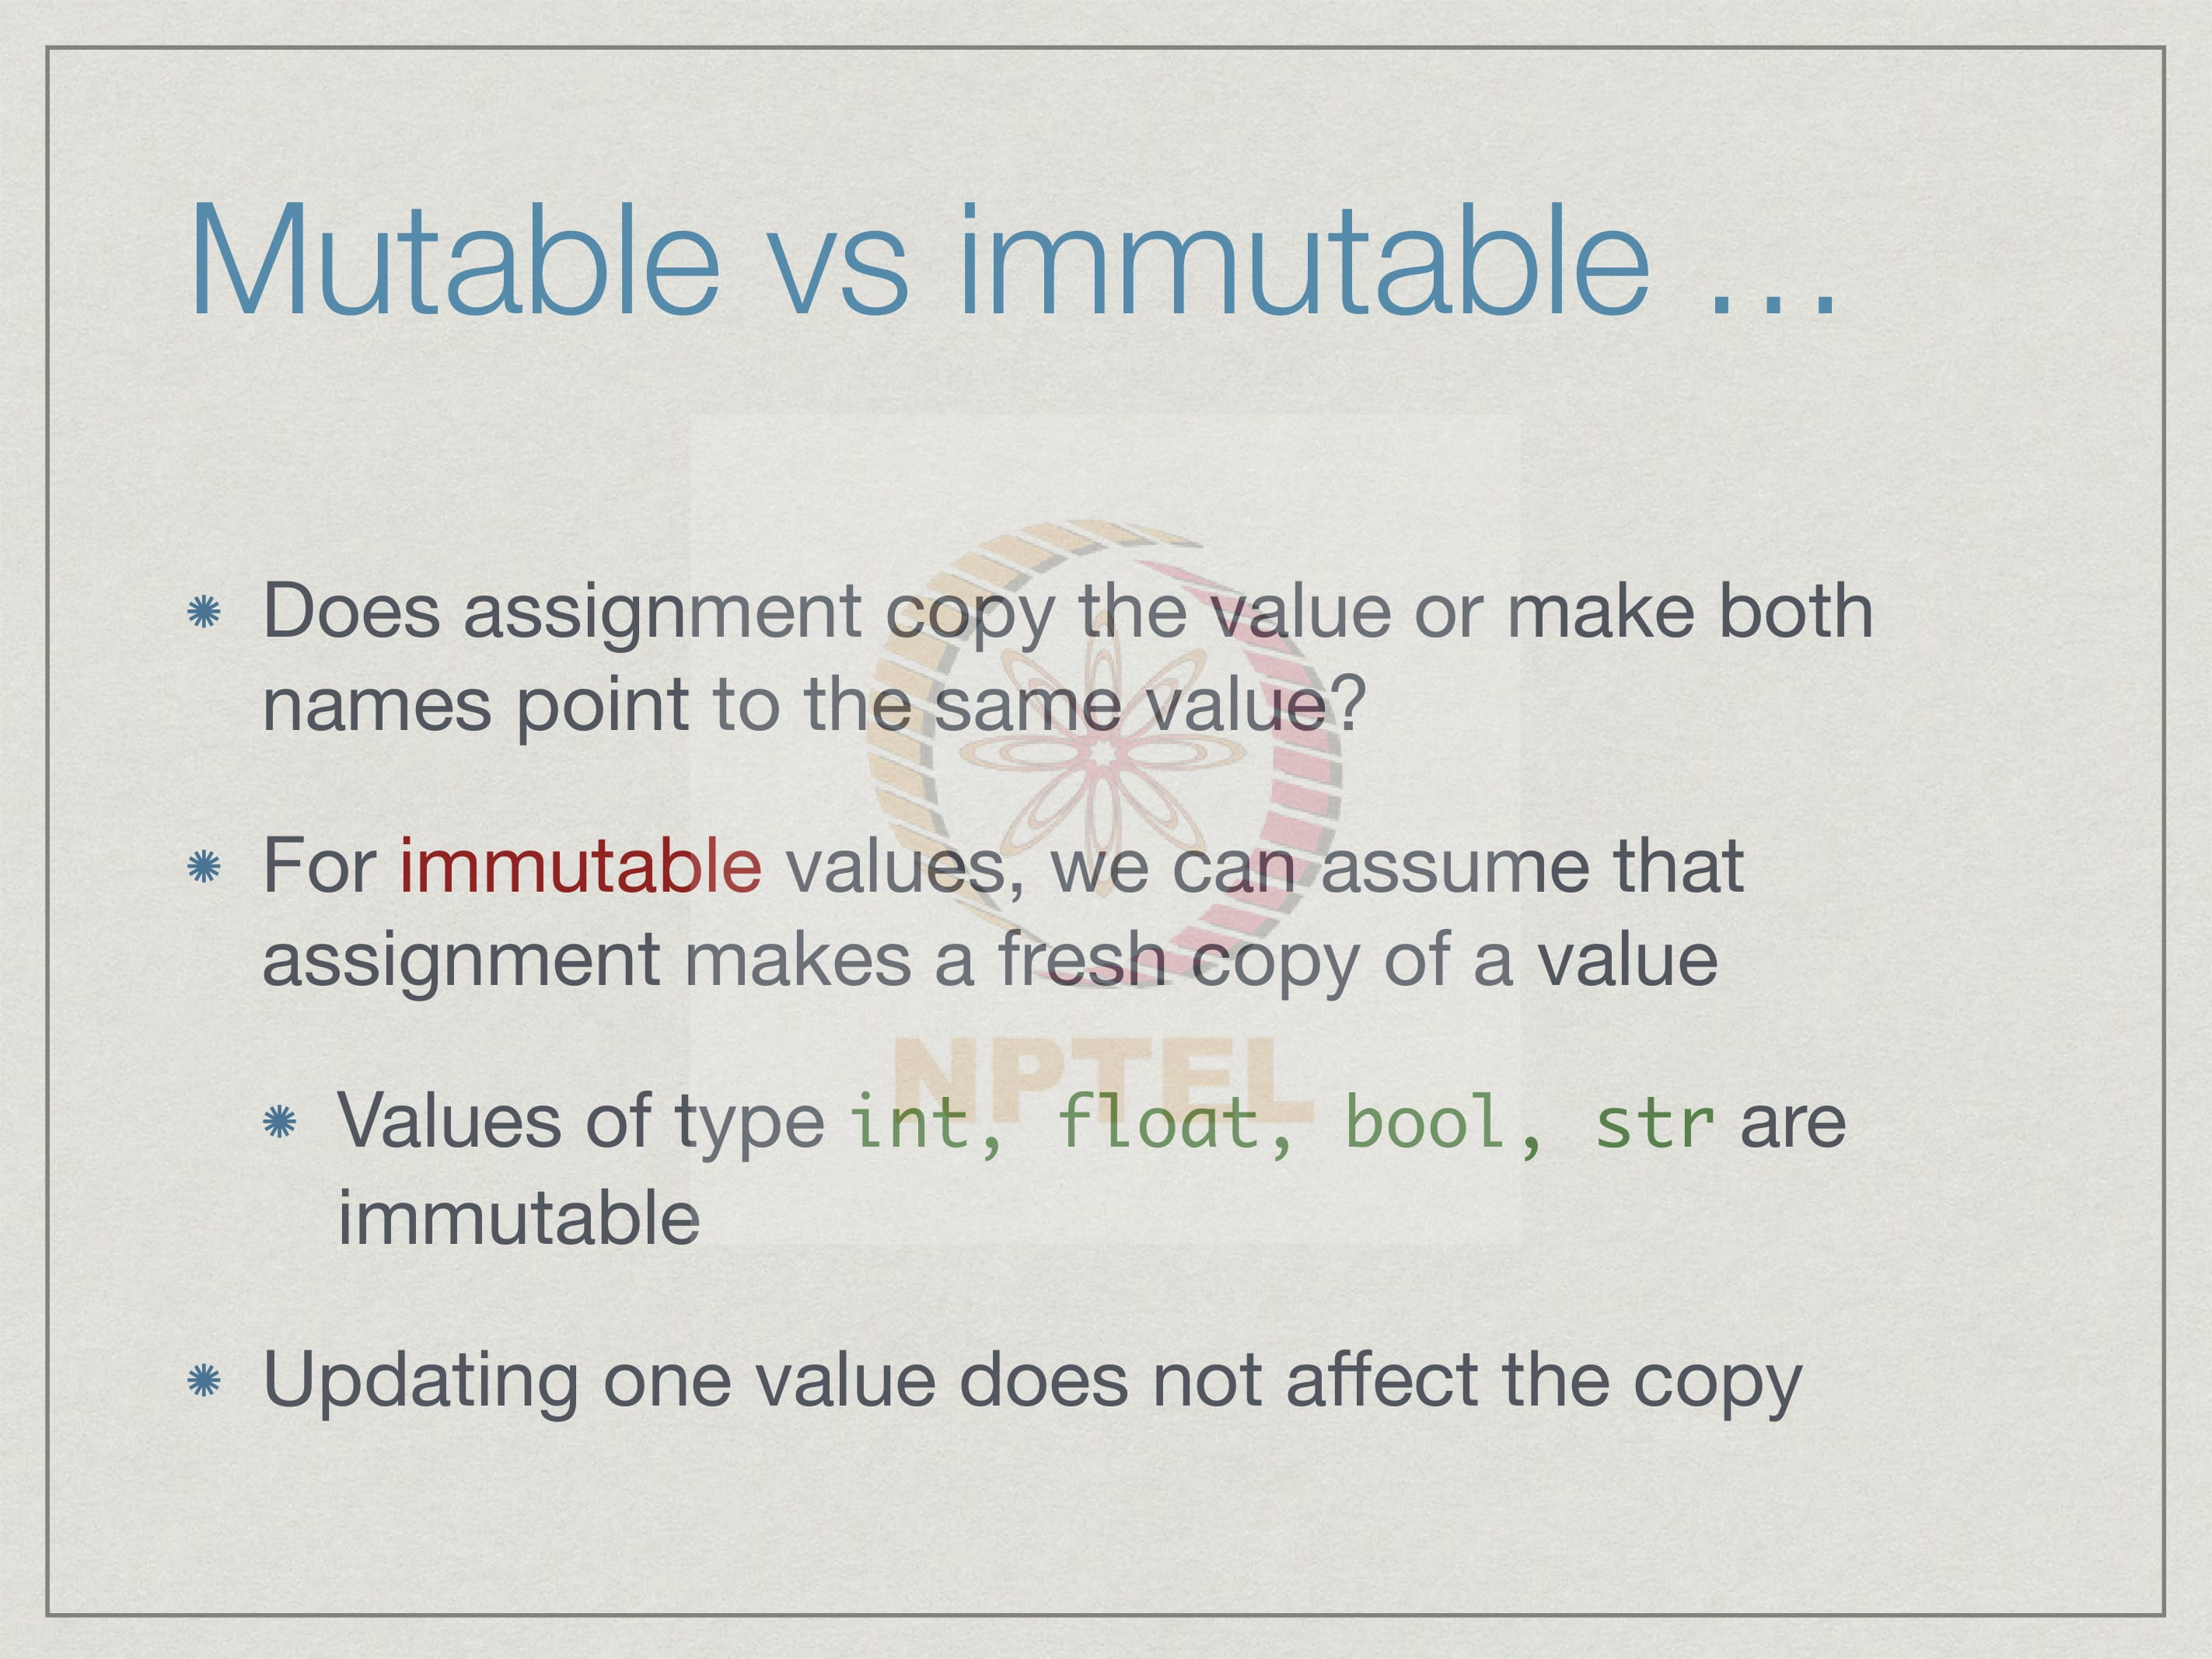 Mutable vs immutable …
Does assignment copy the value or make both
names point to the same value?
For immutable values, we can assume that
assignment makes a fresh copy of a value
NPTEL
Values of type int, float, bool, str are
immutable
Updating one value does not affect the copy